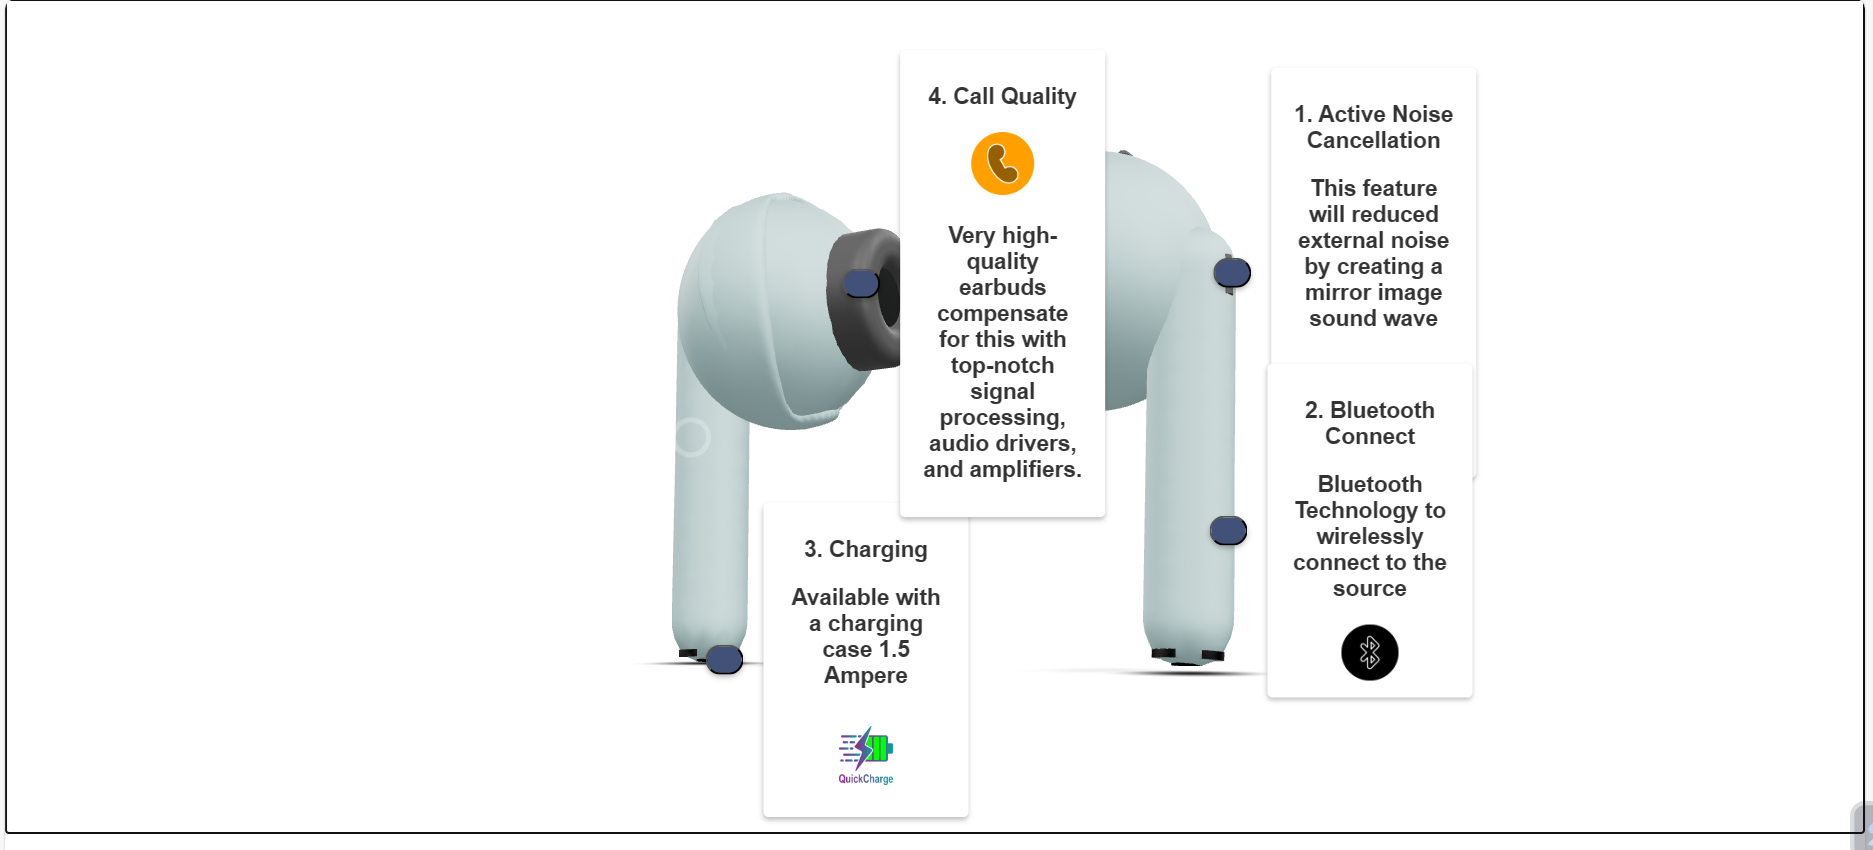 4. Call Quality
Very high-
quality
earbuds
compensate
for this with
top-notch
signal
processing,
audio drivers,
and amplifiers.
1. Active Noise
Cancellation
This feature
will reduced
external noise
by creating a
mirror image
sound wave
2. Bluetooth
Connect
Bluetooth
Technology to
wirelessly
connect to the
source
3. Charging
Available with
a charging
case 1.5
Ampere
QuickCharge